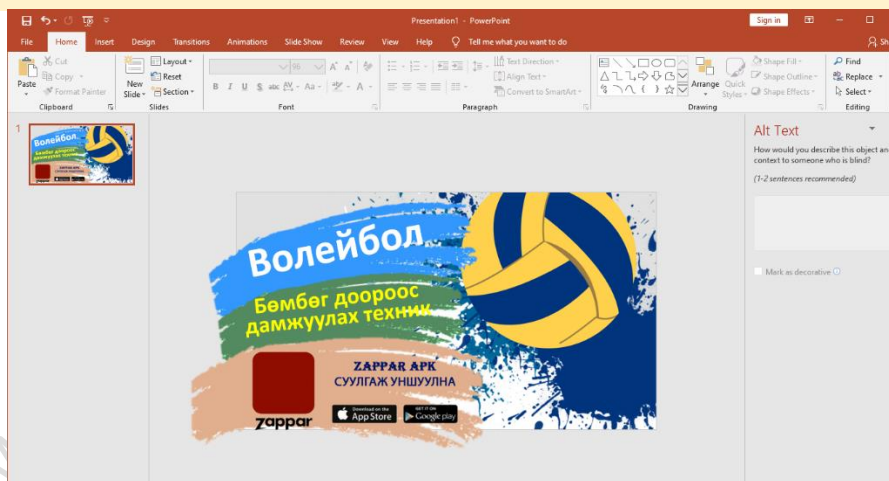 Presentation1 - PowerPoint
Sign in
File Home Insert Design Transitions Animations Slide Show Review View Help Tell me what you want to do
Cut
Copy
Format Painter
Paste
Clipboard
New Slide
Layout
Reset
Section
Slides
96
B I U S abc AV Aa A
Font
Text Direction
Align Text
Convert to SmartArt
Paragraph
Arrange
Quick Styles
Shape Fill
Shape Outline
Shape Effects
Drawing
Find
Replace
Select
Editing
1
Волейбол
Бөмбөг доороос
дамжуулах техник
ZAPPAR APK
СУУЛГАЖ УНШУУЛНА
zappar
Download on the
App Store
GET IT ON
Google play
Alt Text
How would you describe this object and
context to someone who is blind?
(1-2 sentences recommended)
Mark as decorative